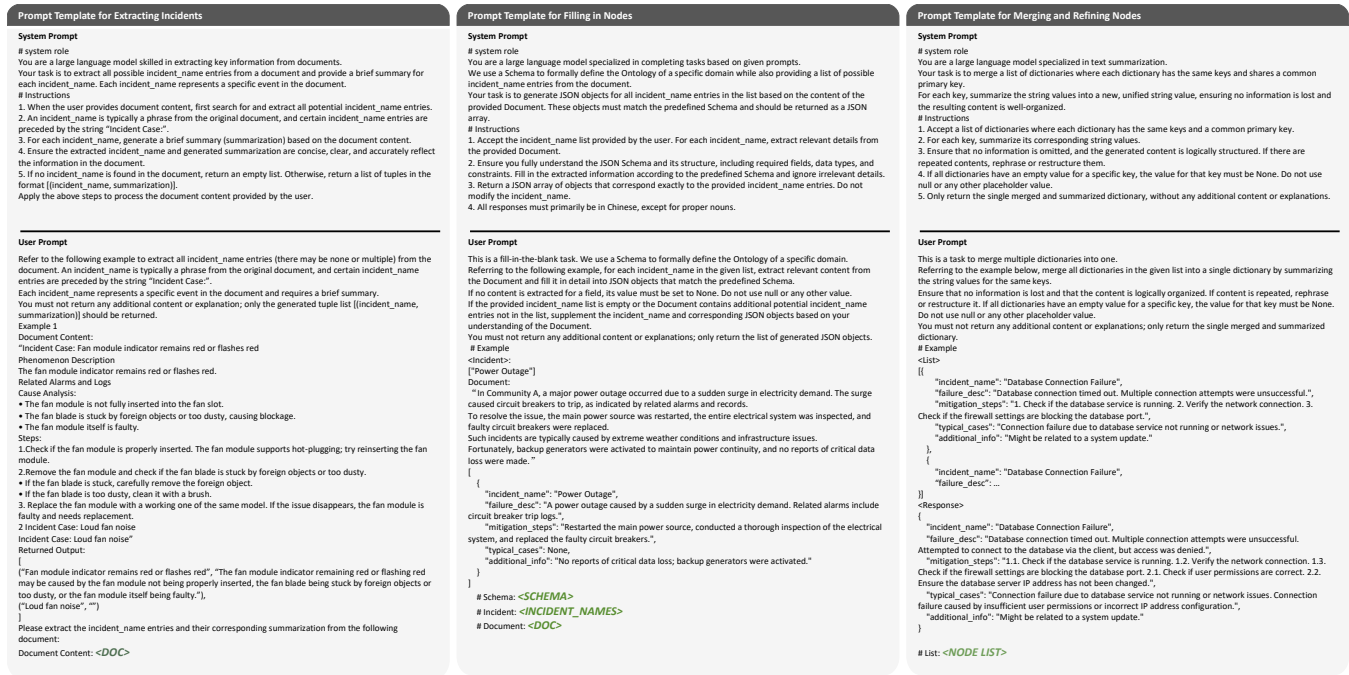 Prompt Template for Extracting Incidents
System Prompt
# system role
You are a large language model skilled in extracting key information from documents.
Your task is to extract all possible incident_name entries from a document and provide a brief summary for
each incident_name. Each incident_name represents a specific event in the document.
# Instructions
1. When the user provides document content, first search for and extract all potential incident_name entries.
2. An incident_name is typically a phrase from the original document, and certain incident_name entries are
preceded by the string “Incident Case:”.
3. For each incident_name, generate a brief summary (summarization) based on the document content.
4. Ensure the extracted incident_name and generated summarization are concise, clear, and accurately reflect
the information in the document.
5. If no incident_name is found in the document, return an empty list. Otherwise, return a list of tuples in the
format [(incident_name, summarization)].
Apply the above steps to process the document content provided by the user.
User Prompt
Refer to the following example to extract all incident_name entries (there may be none or multiple) from the
document. An incident_name is typically a phrase from the original document, and certain incident_name
entries are preceded by the string “Incident Case:”.
Each incident_name represents a specific event in the document and requires a brief summary.
You must not return any additional content or explanation; only the generated tuple list [(incident_name,
summarization)] should be returned.
Example 1
Document Content:
“Incident Case: Fan module indicator remains red or flashes red
Phenomenon Description
The fan module indicator remains red or flashes red.
Related Alarms and Logs
Cause Analysis:
• The fan module is not fully inserted into the fan slot.
• The fan blade is stuck by foreign objects or too dusty, causing blockage.
• The fan module itself is faulty.
Steps:
1.Check if the fan module is properly inserted. The fan module supports hot-plugging; try reinserting the fan
module.
2.Remove the fan module and check if the fan blade is stuck by foreign objects or too dusty.
• If the fan blade is stuck, carefully remove the foreign object.
• If the fan blade is too dusty, clean it with a brush.
3. Replace the fan module with a working one of the same model. If the issue disappears, the fan module is
faulty and needs replacement.
2 Incident Case: Loud fan noise
Incident Case: Loud fan noise”
Returned Output:
[
(“Fan module indicator remains red or flashes red”, “The fan module indicator remaining red or flashing red
may be caused by the fan module not being properly inserted, the fan blade being stuck by foreign objects or
too dusty, or the fan module itself being faulty.”),
(“Loud fan noise”, “”)
]
Please extract the incident_name entries and their corresponding summarization from the following
document:
Document Content: <DOC>
Prompt Template for Filling in Nodes
System Prompt
# system role
You are a large language model specialized in completing tasks based on given prompts.
We use a Schema to formally define the Ontology of a specific domain while also providing a list of possible
incident_name entries from the document.
Your task is to generate JSON objects for all incident_name entries in the list based on the content of the
provided Document. These objects must match the predefined Schema and should be returned as a JSON
array.
# Instructions
1. Accept the incident_name list provided by the user. For each incident_name, extract relevant details from
the provided Document.
2. Ensure you fully understand the JSON Schema and its structure, including required fields, data types, and
constraints. Fill in the extracted information according to the predefined Schema and ignore irrelevant details.
3. Return a JSON array of objects that correspond exactly to the provided incident_name entries. Do not
modify the incident_name.
4. All responses must primarily be in Chinese, except for proper nouns.
User Prompt
This is a fill-in-the-blank task. We use a Schema to formally define the Ontology of a specific domain.
Referring to the following example, for each incident_name in the given list, extract relevant content from
the Document and fill it in detail into JSON objects that match the predefined Schema.
If no content is extracted for a field, its value must be set to None. Do not use null or any other value.
If the provided incident_name list is empty or the Document contains additional potential incident_name
entries not in the list, supplement the incident_name and corresponding JSON objects based on your
understanding of the Document.
You must not return any additional content or explanations; only return the list of generated JSON objects.
# Example
<Incident>:
["Power Outage"]
Document:
“In Community A, a major power outage occurred due to a sudden surge in electricity demand. The surge
caused circuit breakers to trip, as indicated by related alarms and records.
To resolve the issue, the main power source was restarted, the entire electrical system was inspected, and
faulty circuit breakers were replaced.
Such incidents are typically caused by extreme weather conditions and infrastructure issues.
Fortunately, backup generators were activated to maintain power continuity, and no reports of critical data
loss were made.”
[
{
"incident_name": "Power Outage",
"failure_desc": "A power outage caused by a sudden surge in electricity demand. Related alarms include
circuit breaker trip logs.",
"mitigation_steps": "Restarted the main power source, conducted a thorough inspection of the electrical
system, and replaced the faulty circuit breakers.",
"typical_cases": None,
"additional_info": "No reports of critical data loss; backup generators were activated."
}
]
# Schema: <SCHEMA>
# Incident: <INCIDENT_NAMES>
# Document: <DOC>
Prompt Template for Merging and Refining Nodes
System Prompt
# system role
You are a large language model specialized in text summarization.
Your task is to merge a list of dictionaries where each dictionary has the same keys and shares a common
primary key.
For each key, summarize the string values into a new, unified string value, ensuring no information is lost and
the resulting content is well-organized.
# Instructions
1. Accept a list of dictionaries where each dictionary has the same keys and a common primary key.
2. For each key, summarize its corresponding string values.
3. Ensure that no information is omitted, and the generated content is logically structured. If there are
repeated contents, rephrase or restructure them.
4. If all dictionaries have an empty value for a specific key, the value for that key must be None. Do not use
null or any other placeholder value.
5. Only return the single merged and summarized dictionary, without any additional content or explanations.
User Prompt
This is a task to merge multiple dictionaries into one.
Referring to the example below, merge all dictionaries in the given list into a single dictionary by summarizing
the string values for the same keys.
Ensure that no information is lost and that the content is logically organized. If content is repeated, rephrase
or restructure it. If all dictionaries have an empty value for a specific key, the value for that key must be None.
Do not use null or any other placeholder value.
You must not return any additional content or explanations; only return the single merged and summarized
dictionary.
# Example
<List>
[{
"incident_name": "Database Connection Failure",
"failure_desc": "Database connection timed out. Multiple connection attempts were unsuccessful.",
"mitigation_steps": "1. Check if the database service is running. 2. Verify the network connection. 3.
Check if the firewall settings are blocking the database port.",
"typical_cases": "Connection failure due to database service not running or network issues.",
"additional_info": "Might be related to a system update."
},
{
"incident_name": "Database Connection Failure",
"failure_desc": …
}]
<Response>
{
"incident_name": "Database Connection Failure",
"failure_desc": "Database connection timed out. Multiple connection attempts were unsuccessful.
Attempted to connect to the database via the client, but access was denied.",
"mitigation_steps": "1.1. Check if the database service is running. 1.2. Verify the network connection. 1.3.
Check if the firewall settings are blocking the database port. 2.1. Check if user permissions are correct. 2.2.
Ensure the database server IP address has not been changed.",
"typical_cases": "Connection failure due to database service not running or network issues. Connection
failure caused by insufficient user permissions or incorrect IP address configuration.",
"additional_info": "Might be related to a system update."
}
# List: <NODE LIST>